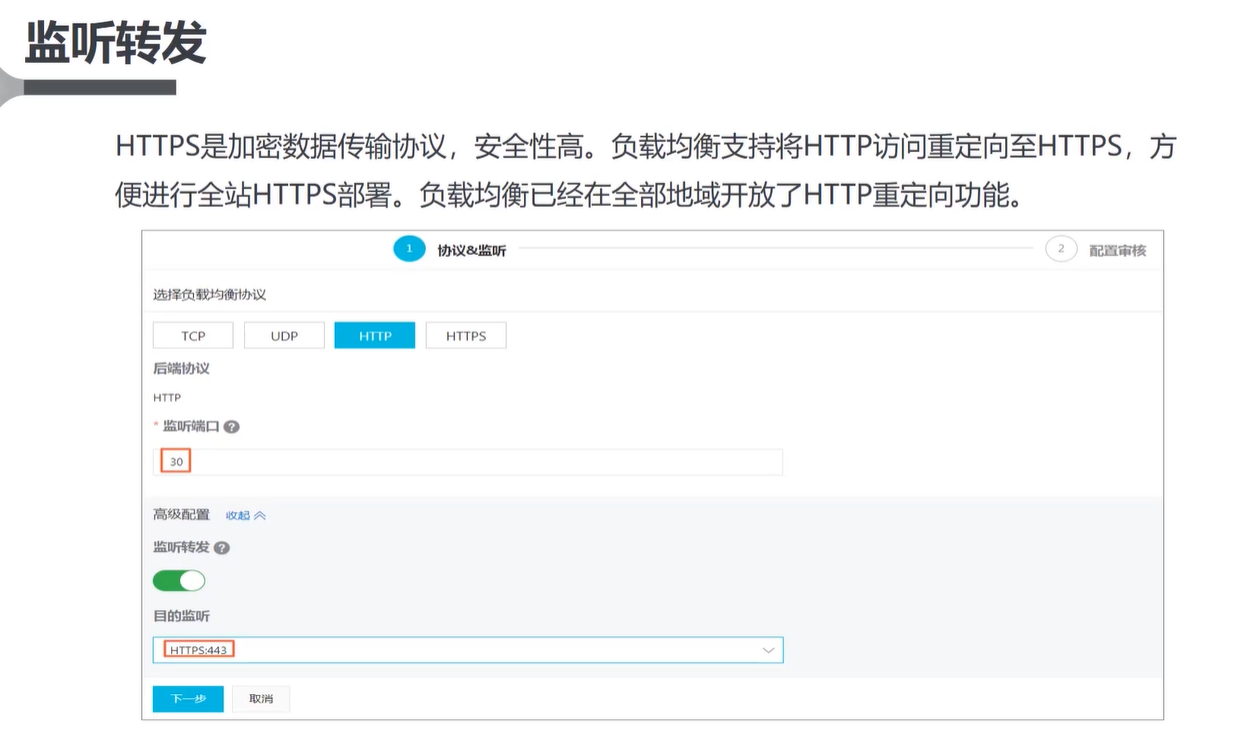 监听转发
HTTPS是加密数据传输协议，安全性高。负载均衡支持将HTTP访问重定向至HTTPS，方
便进行全站HTTPS部署。负载均衡已经在全部地域开放了HTTP重定向功能。
1 协议&监听 2 配置审核
选择负载均衡协议
TCP UDP HTTP HTTPS
后端协议
HTTP
* 监听端口 ?
30
高级配置 收起
监听转发 ?
目的监听
HTTPS:443
下一步 取消